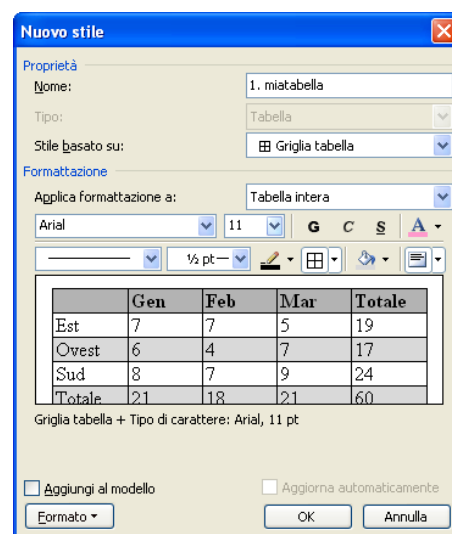 Nuovo stile
Proprietà
Nome: 1. miatabella
Tipo: Tabella
Stile basato su: Griglia tabella
Formattazione
Applica formattazione a: Tabella intera
Arial 11 G C S A
½ pt
Gen Feb Mar Totale
Est 7 7 5 19
Ovest 6 4 7 17
Sud 8 7 9 24
Totale 21 18 21 60
Griglia tabella + Tipo di carattere: Arial, 11 pt
Aggiungi al modello Aggiorna automaticamente
Formato OK Annulla